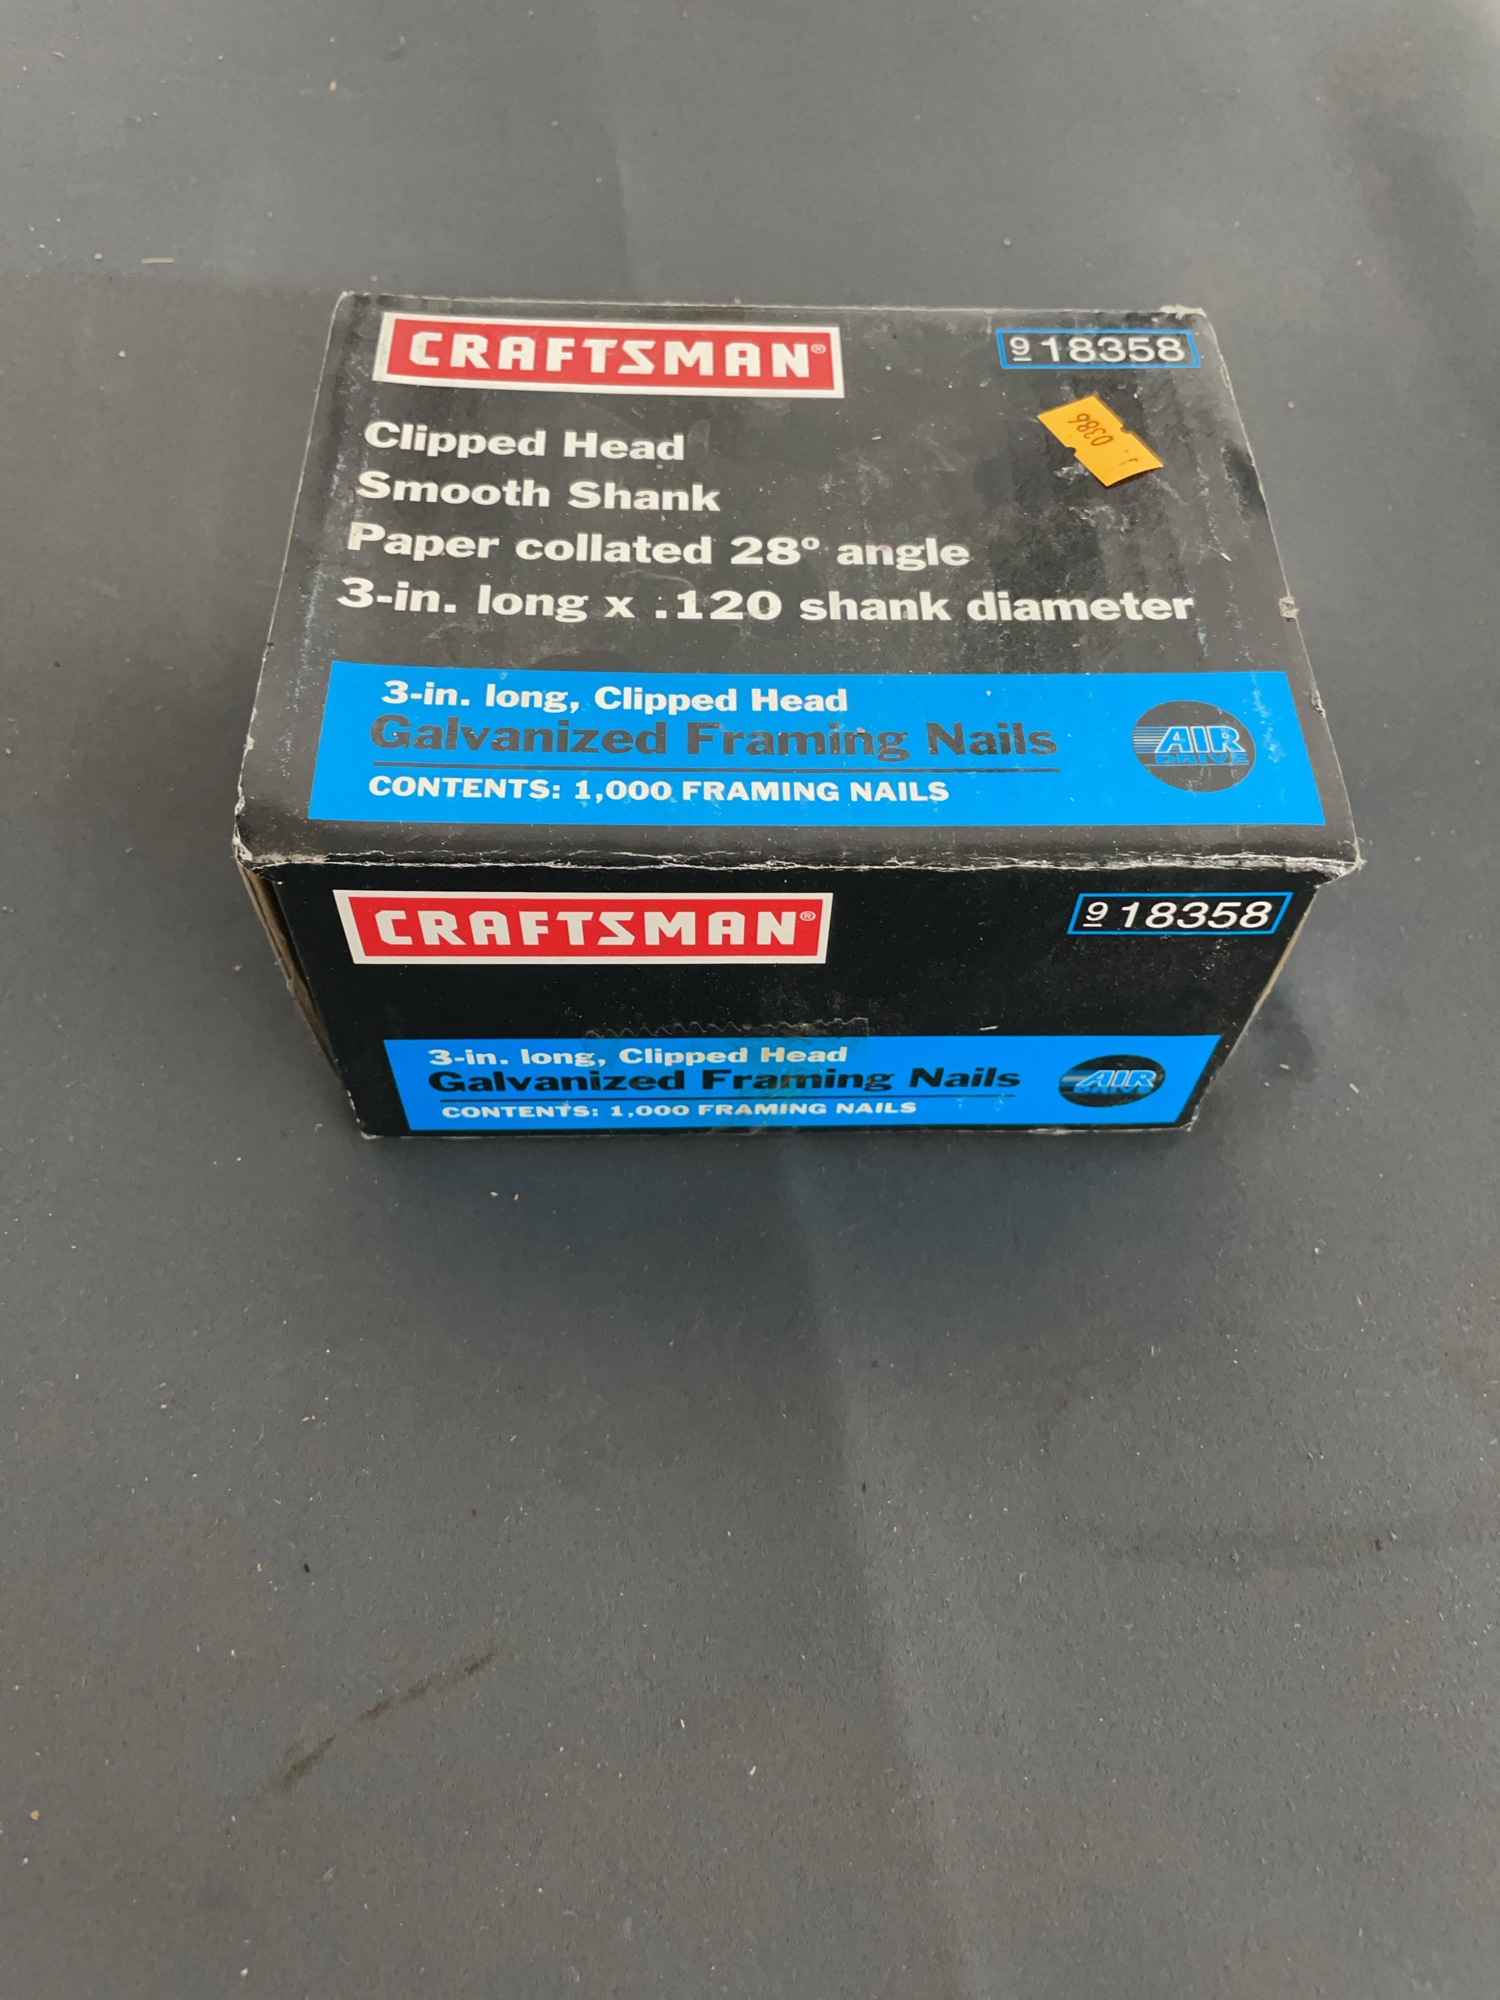 CRAFTSMAN®
9 18358
0386
Clipped Head
Smooth Shank
Paper collated 28° angle
3-in. long x .120 shank diameter
3-in. long, Clipped Head
Galvanized Framing Nails
CONTENTS: 1,000 FRAMING NAILS
AIR
DRIVE
CRAFTSMAN®
9 18358
3-in. long, Clipped Head
Galvanized Framing Nails
CONTENTS: 1,000 FRAMING NAILS
AIR
DRIVE